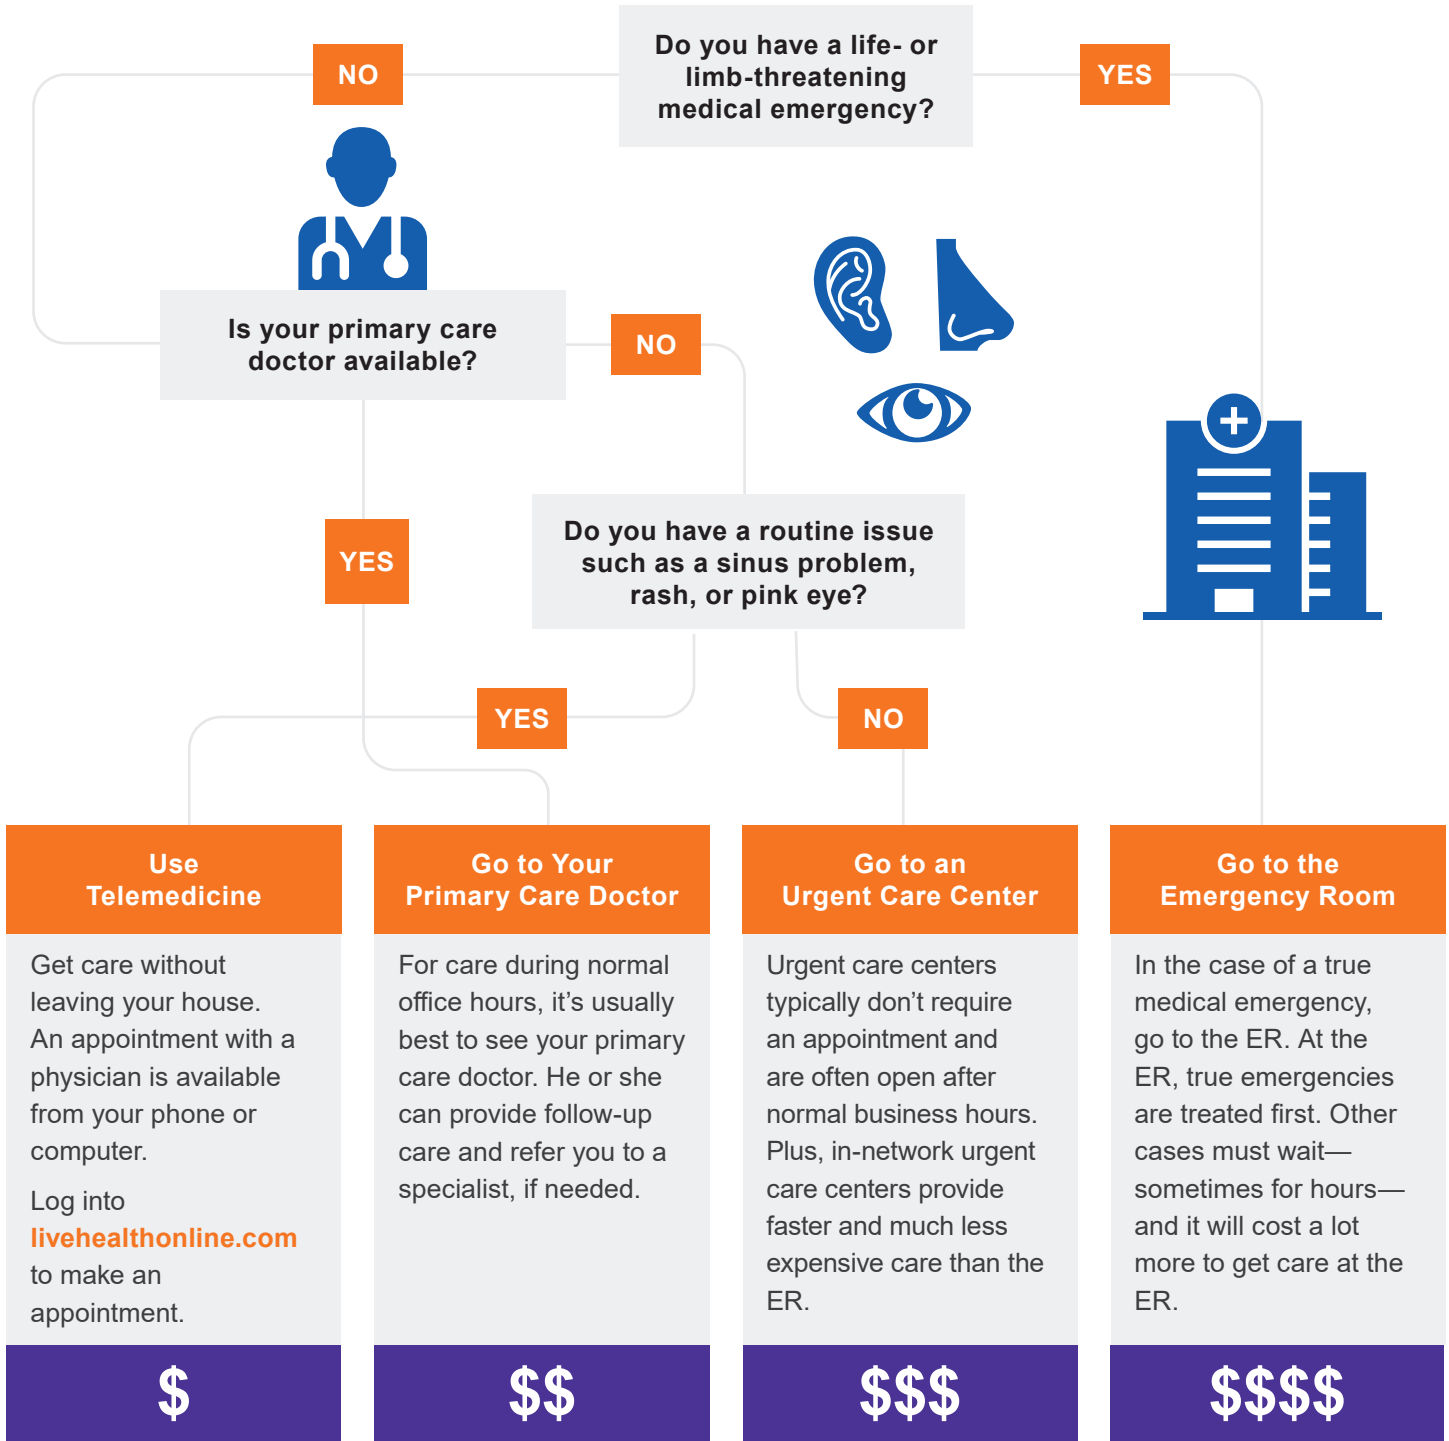 Do you have a life- or
limb-threatening
medical emergency?
NO
YES
Is your primary care
doctor available?
NO
YES
Do you have a routine issue
such as a sinus problem,
rash, or pink eye?
YES
NO
Use
Telemedicine
Get care without
leaving your house.
An appointment with a
physician is available
from your phone or
computer.
Log into
livehealthonline.com
to make an
appointment.
$
Go to Your
Primary Care Doctor
For care during normal
office hours, it’s usually
best to see your primary
care doctor. He or she
can provide follow-up
care and refer you to a
specialist, if needed.
$$
Go to an
Urgent Care Center
Urgent care centers
typically don’t require
an appointment and
are often open after
normal business hours.
Plus, in-network urgent
care centers provide
faster and much less
expensive care than the
ER.
$$$
Go to the
Emergency Room
In the case of a true
medical emergency,
go to the ER. At the
ER, true emergencies
are treated first. Other
cases must wait—
sometimes for hours—
and it will cost a lot
more to get care at the
ER.
$$$$